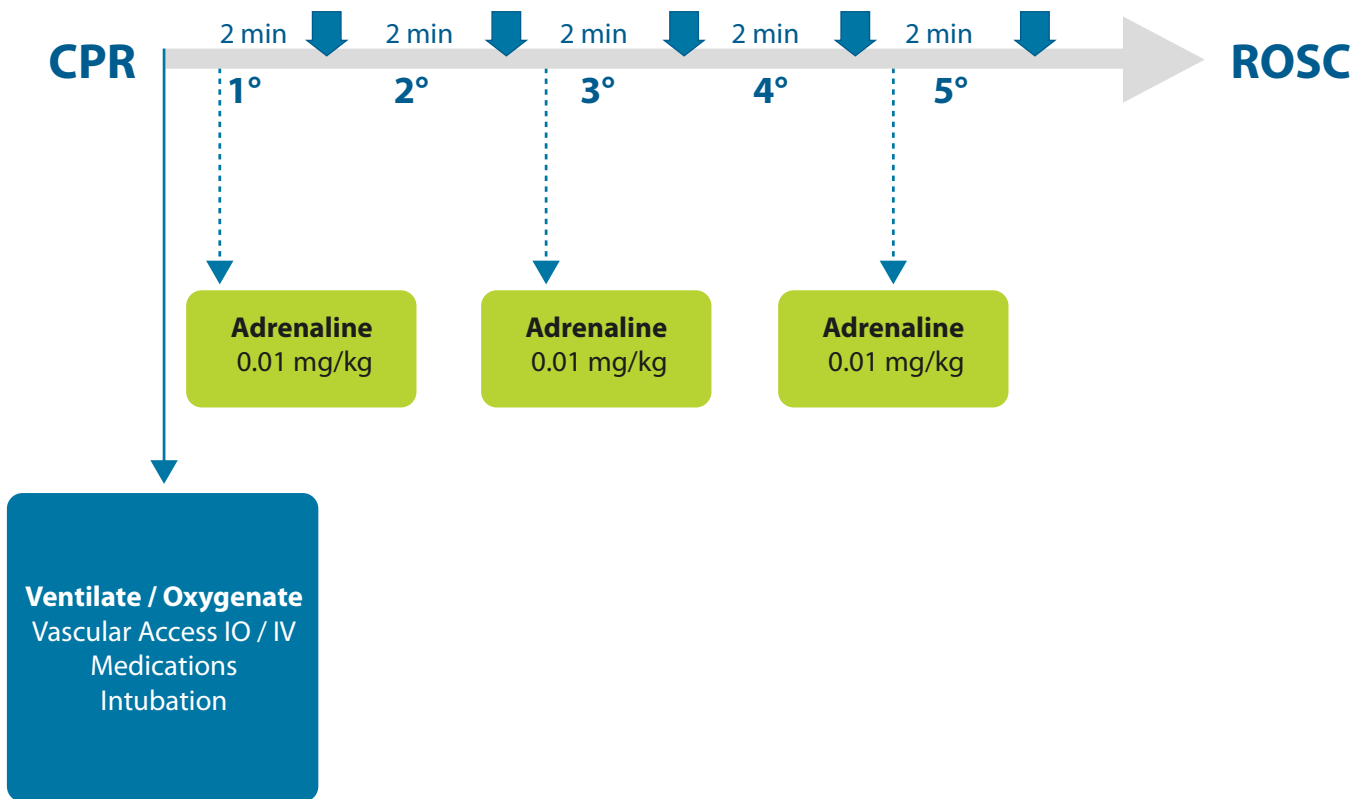 2 min
2 min
2 min
2 min
2 min
CPR
ROSC
1°
2°
3°
4°
5°
Adrenaline
0.01 mg/kg
Adrenaline
0.01 mg/kg
Adrenaline
0.01 mg/kg
Ventilate / Oxygenate
Vascular Access IO / IV
Medications
Intubation